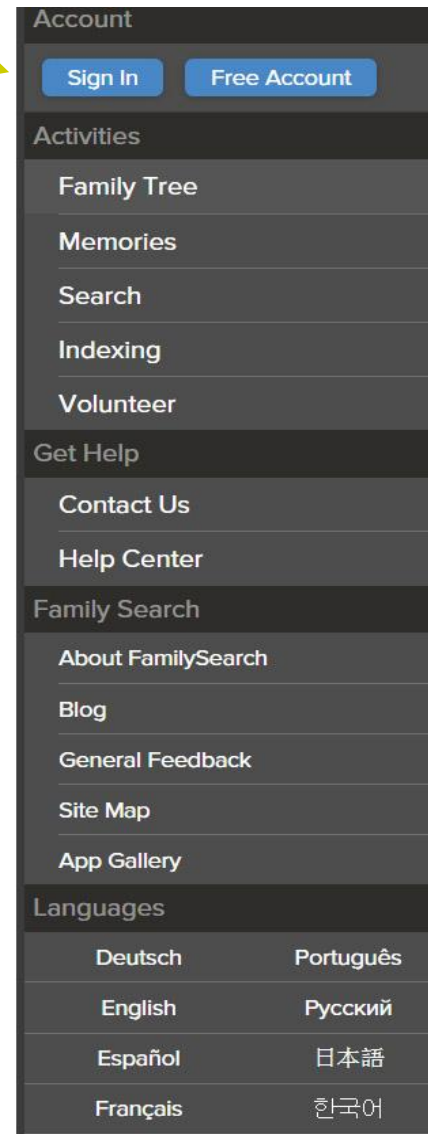 Account
Sign In Free Account
Activities
Family Tree
Memories
Search
Indexing
Volunteer
Get Help
Contact Us
Help Center
Family Search
About FamilySearch
Blog
General Feedback
Site Map
App Gallery
Languages
Deutsch Português
English Русский
Español 日本語
Français 한국어